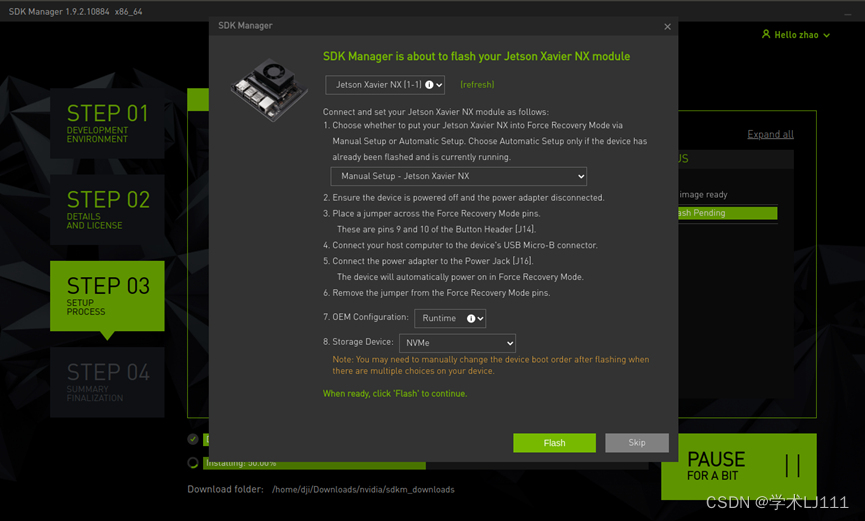 SDK Manager 1.9.2.10884 x86_64
SDK Manager
Hello zhao
SDK Manager is about to flash your Jetson Xavier NX module
Jetson Xavier NX [1-1]
(refresh)
Connect and set your Jetson Xavier NX module as follows:
1. Choose whether to put your Jetson Xavier NX into Force Recovery Mode via
Manual Setup or Automatic Setup. Choose Automatic Setup only if the device has
already been flashed and is currently running.
Manual Setup - Jetson Xavier NX
2. Ensure the device is powered off and the power adapter disconnected.
3. Place a jumper across the Force Recovery Mode pins.
These are pins 9 and 10 of the Button Header [J14].
4. Connect your host computer to the device's USB Micro-B connector.
5. Connect the power adapter to the Power Jack [J16].
The device will automatically power on in Force Recovery Mode.
6. Remove the jumper from the Force Recovery Mode pins.
7. OEM Configuration: Runtime
8. Storage Device: NVMe
Note: You may need to manually change the device boot order after flashing when
there are multiple choices on your device.
When ready, click 'Flash' to continue.
Flash
Skip
STEP 01
DEVELOPMENT
ENVIRONMENT
STEP 02
DETAILS
AND LICENSE
STEP 03
SETUP
PROCESS
STEP 04
SUMMARY
FINALIZATION
Expand all
US
image ready
ash Pending
Installing: 50.00%
Download folder: /home/dji/Downloads/nvidia/sdkm_downloads
PAUSE
FOR A BIT
CSDN @学术LJ111